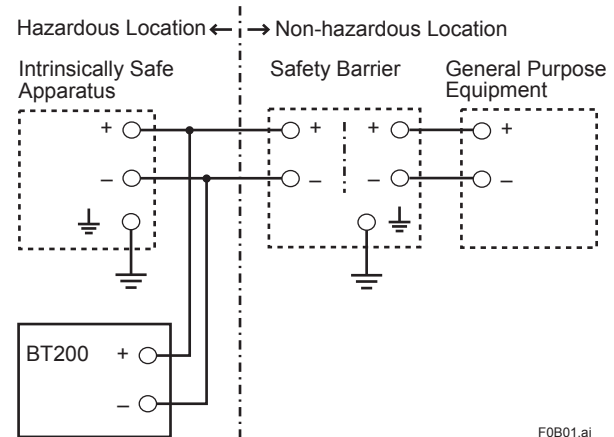 Hazardous Location ← → Non-hazardous Location
Intrinsically Safe
Apparatus
Safety Barrier
General Purpose
Equipment
+ + + +
– – – –
BT200 +
–
F0B01.ai